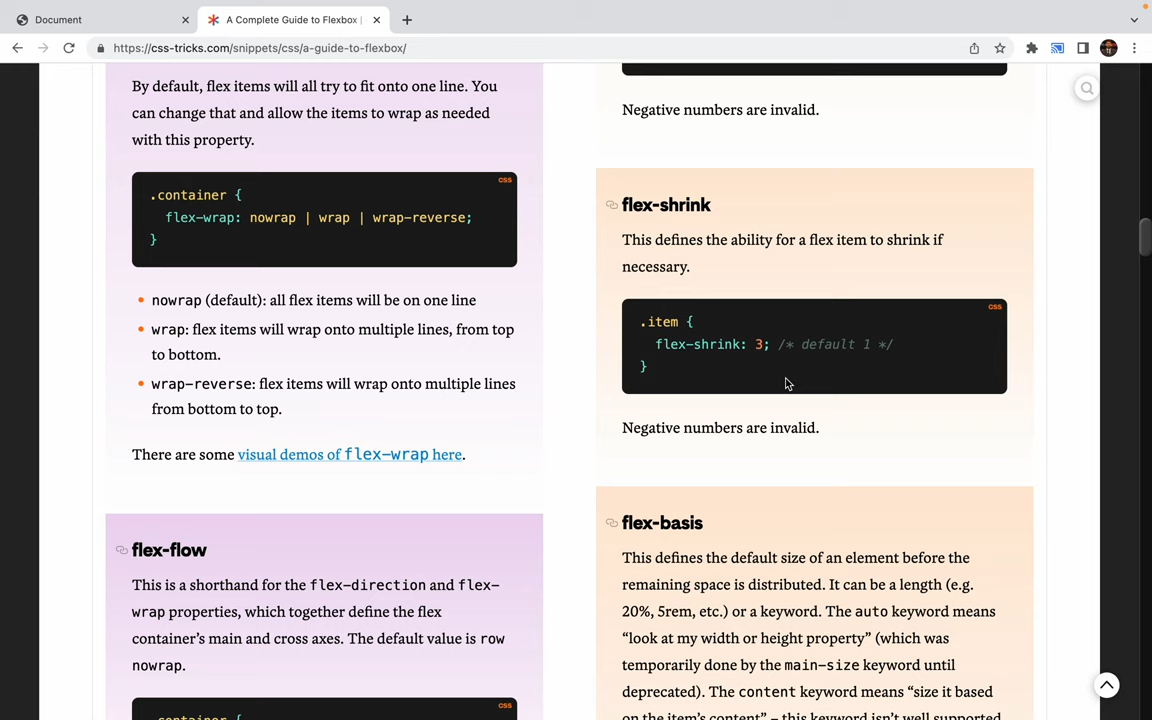 Document
A Complete Guide to Flexbox |
https://css-tricks.com/snippets/css/a-guide-to-flexbox/
By default, flex items will all try to fit onto one line. You
can change that and allow the items to wrap as needed
with this property.
CSS
.container {
flex-wrap: nowrap | wrap | wrap-reverse;
}
nowrap (default): all flex items will be on one line
wrap: flex items will wrap onto multiple lines, from top
to bottom.
wrap-reverse: flex items will wrap onto multiple lines
from bottom to top.
There are some visual demos of flex-wrap here.
flex-flow
This is a shorthand for the flex-direction and flex-
wrap properties, which together define the flex
container's main and cross axes. The default value is row
nowrap.
CSS
.container {
Negative numbers are invalid.
flex-shrink
This defines the ability for a flex item to shrink if
necessary.
CSS
.item {
flex-shrink: 3; /* default 1 */
}
Negative numbers are invalid.
flex-basis
This defines the default size of an element before the
remaining space is distributed. It can be a length (e.g.
20%, 5rem, etc.) or a keyword. The auto keyword means
“look at my width or height property” (which was
temporarily done by the main-size keyword until
deprecated). The content keyword means “size it based
on the item's content” – this keyword isn't well supported